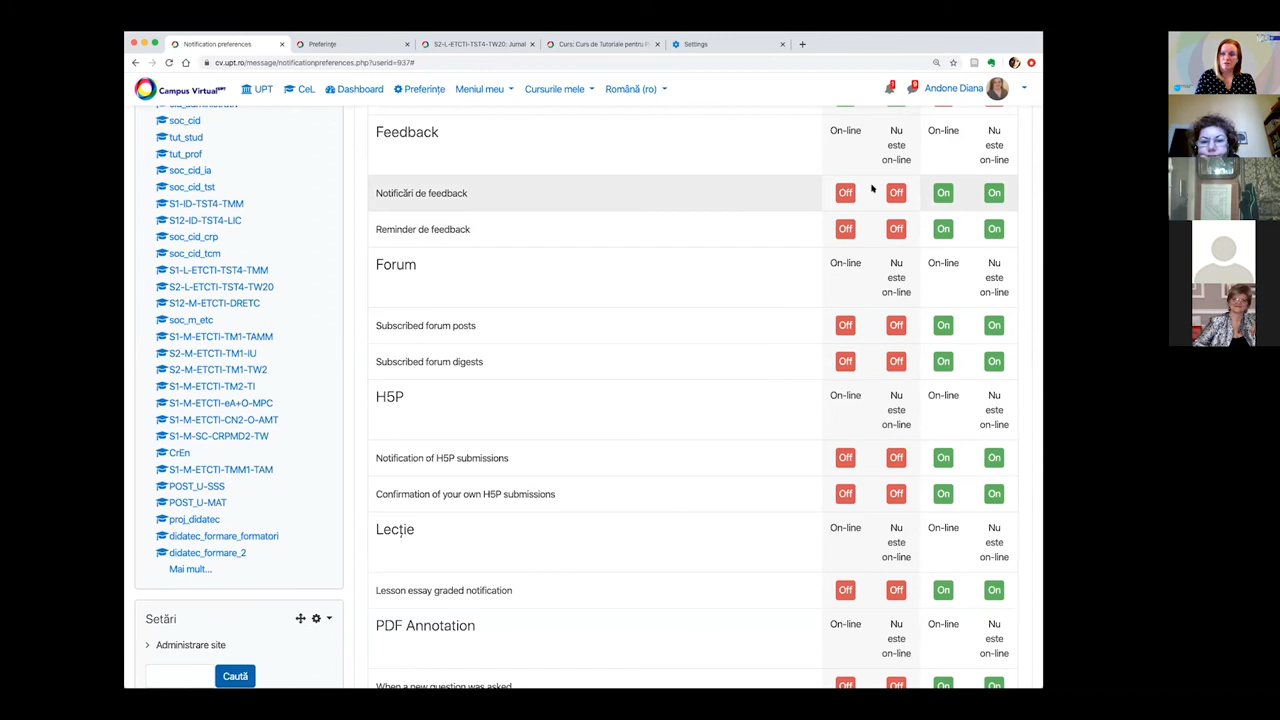 Notification preferences
Preferințe
S2-L-ETCTI-TST4-TW20: Jurnal
Curs: Curs de Tutoriale pentru P
Settings
cv.upt.ro/message/notificationpreferences.php?userid=937#
Campus Virtual UPT
UPT
CeL
Dashboard
Preferințe
Meniul meu
Cursurile mele
Română (ro)
Andone Diana
soc_cid
tut_stud
tut_prof
soc_cid_ia
soc_cid_tst
S1-ID-TST4-TMM
S12-ID-TST4-LIC
soc_cid_crp
soc_cid_tcm
S1-L-ETCTI-TST4-TMM
S2-L-ETCTI-TST4-TW20
S12-M-ETCTI-DRETC
soc_m_etc
S1-M-ETCTI-TM1-TAMM
S2-M-ETCTI-TM1-IU
S2-M-ETCTI-TM1-TW2
S1-M-ETCTI-TM2-TI
S1-M-ETCTI-eA+O-MPC
S1-M-ETCTI-CN2-O-AMT
S1-M-SC-CRPMD2-TW
CrEn
S1-M-ETCTI-TMM1-TAM
POST_U-SSS
POST_U-MAT
proj_didatec
didatec_formare_formatori
didatec_formare_2
Mai mult...
Setări
Administrare site
Caută
Feedback On-line Nu este on-line On-line Nu este on-line
Notificări de feedback Off Off On On
Reminder de feedback Off Off On On
Forum On-line Nu este on-line On-line Nu este on-line
Subscribed forum posts Off Off On On
Subscribed forum digests Off Off On On
H5P On-line Nu este on-line On-line Nu este on-line
Notification of H5P submissions Off Off On On
Confirmation of your own H5P submissions Off Off On On
Lecție On-line Nu este on-line On-line Nu este on-line
Lesson essay graded notification Off Off On On
PDF Annotation On-line Nu este on-line On-line Nu este on-line
When a new question was asked Off Off On On